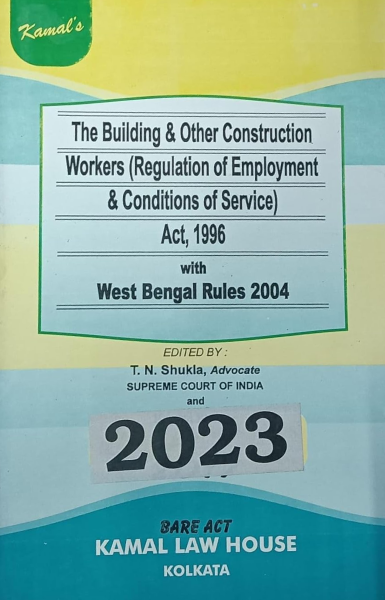 Kamal's
The Building & Other Construction
Workers (Regulation of Employment
& Conditions of Service)
Act, 1996
with
West Bengal Rules 2004
EDITED BY :
T. N. Shukla, Advocate
SUPREME COURT OF INDIA
and
2023
BARE ACT
KAMAL LAW HOUSE
KOLKATA